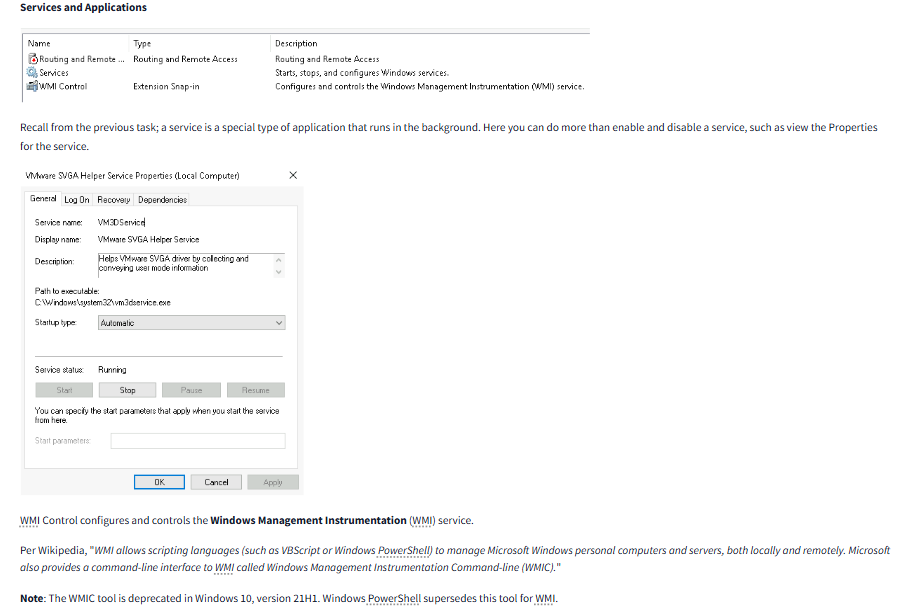 Services and Applications
Name Type Description
Routing and Remote ... Routing and Remote Access Routing and Remote Access
Services Starts, stops, and configures Windows services.
WMI Control Extension Snap-in Configures and controls the Windows Management Instrumentation (WMI) service.
Recall from the previous task; a service is a special type of application that runs in the background. Here you can do more than enable and disable a service, such as view the Properties
for the service.
VMware SVGA Helper Service Properties (Local Computer)
General Log On Recovery Dependencies
Service name: VM3DService
Display name: VMware SVGA Helper Service
Description: Helps VMware SVGA driver by collecting and
conveying user mode information
Path to executable:
C:\Windows\system32\vm3dservice.exe
Startup type: Automatic
Service status: Running
Start Stop Pause Resume
You can specify the start parameters that apply when you start the service
from here.
Start parameters:
OK Cancel Apply
WMI Control configures and controls the Windows Management Instrumentation (WMI) service.
Per Wikipedia, "WMI allows scripting languages (such as VBScript or Windows PowerShell) to manage Microsoft Windows personal computers and servers, both locally and remotely. Microsoft
also provides a command-line interface to WMI called Windows Management Instrumentation Command-line (WMIC)."
Note: The WMIC tool is deprecated in Windows 10, version 21H1. Windows PowerShell supersedes this tool for WMI.